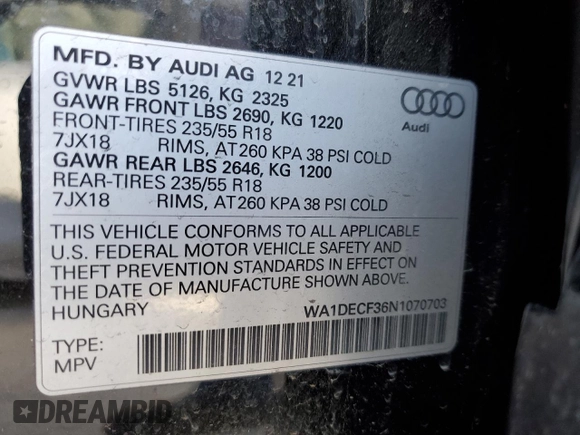 MFD. BY AUDI AG 12 21
GVWR LBS 5126, KG 2325
GAWR FRONT LBS 2690, KG 1220
FRONT-TIRES 235/55 R18
7JX18 RIMS, AT260 KPA 38 PSI COLD
GAWR REAR LBS 2646, KG 1200
REAR-TIRES 235/55 R18
7JX18 RIMS, AT260 KPA 38 PSI COLD
Audi
THIS VEHICLE CONFORMS TO ALL APPLICABLE
U.S. FEDERAL MOTOR VEHICLE SAFETY AND
THEFT PREVENTION STANDARDS IN EFFECT ON
THE DATE OF MANUFACTURE SHOWN ABOVE.
HUNGARY WA1DECF36N1070703
TYPE:
MPV
DREAMBID